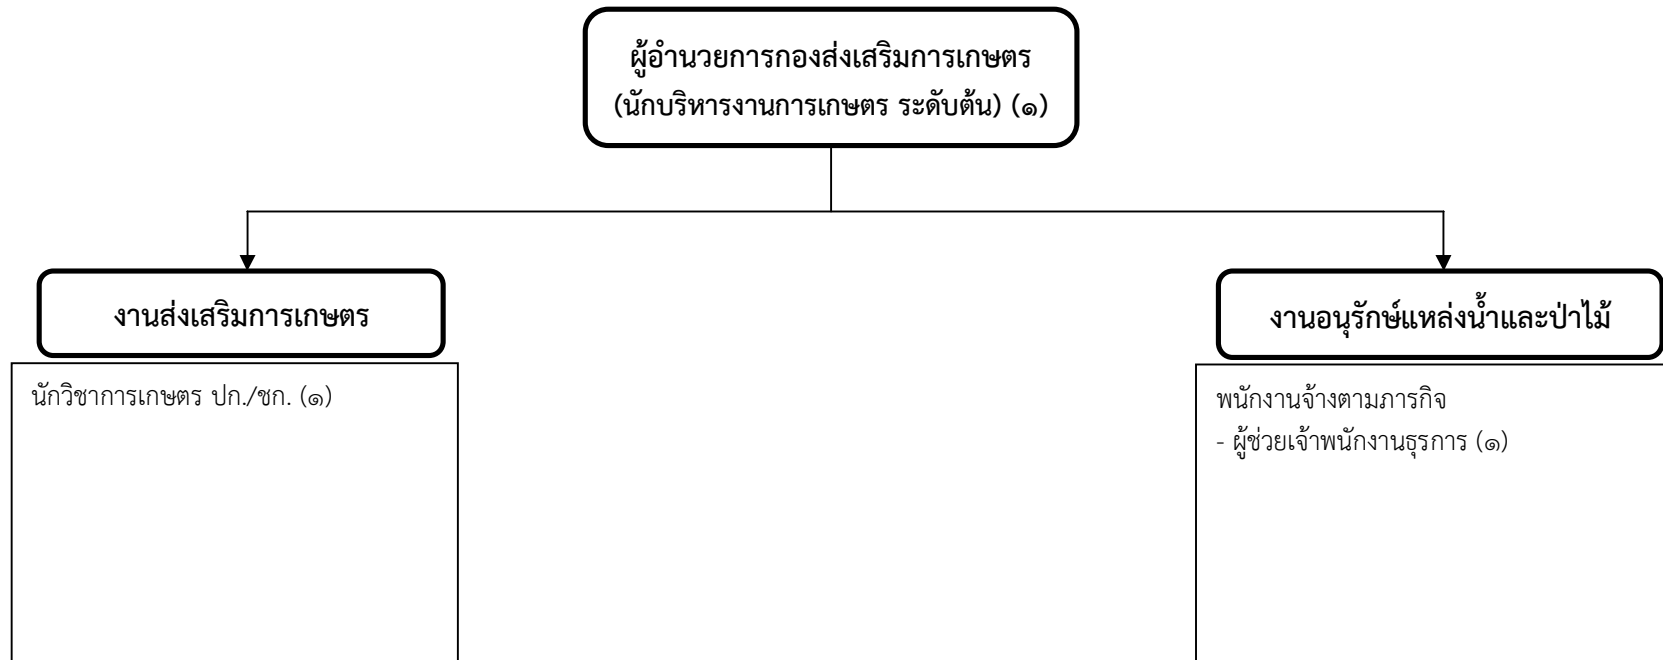 ผู้อำนวยการกองส่งเสริมการเกษตร
(นักบริหารงานการเกษตร ระดับต้น) (๑)
งานส่งเสริมการเกษตร
นักวิชาการเกษตร ปก./ชก. (๑)
งานอนุรักษ์แหล่งน้ำและป่าไม้
พนักงานจ้างตามภารกิจ
- ผู้ช่วยเจ้าพนักงานธุรการ (๑)